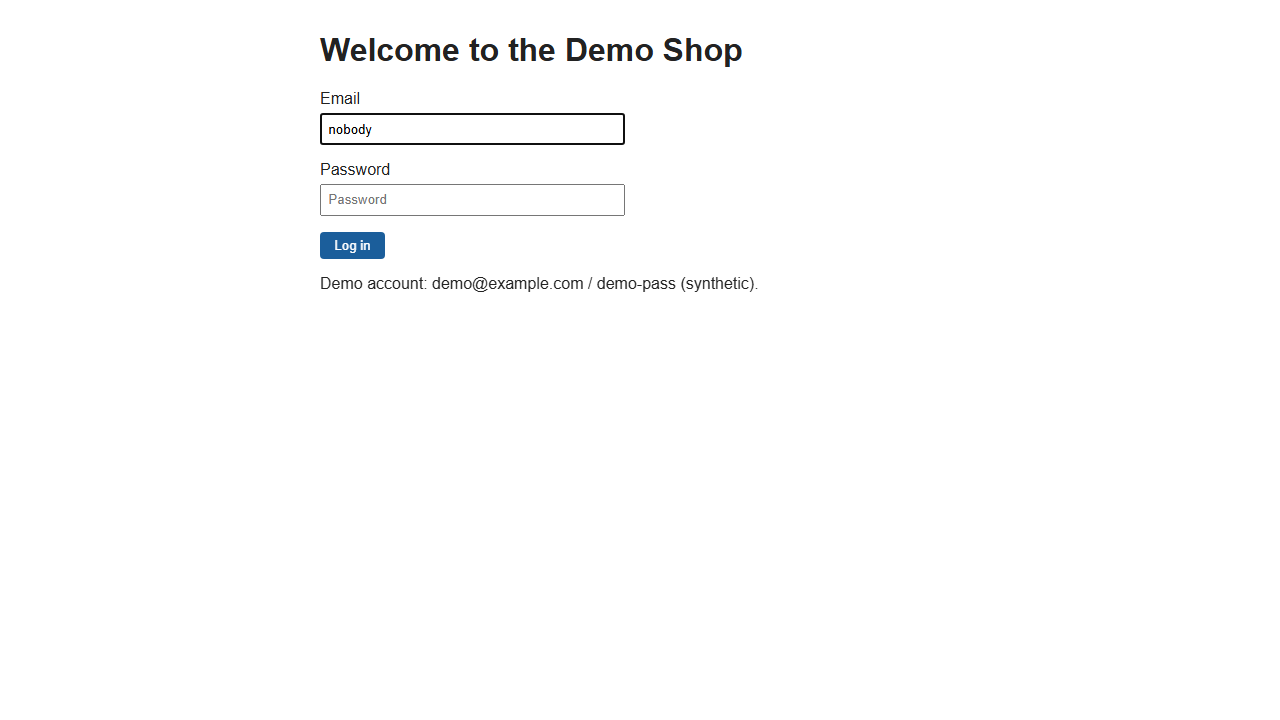 Welcome to the Demo Shop
Email
nobody
Password
Password
Log in
Demo account: demo@example.com / demo-pass (synthetic).